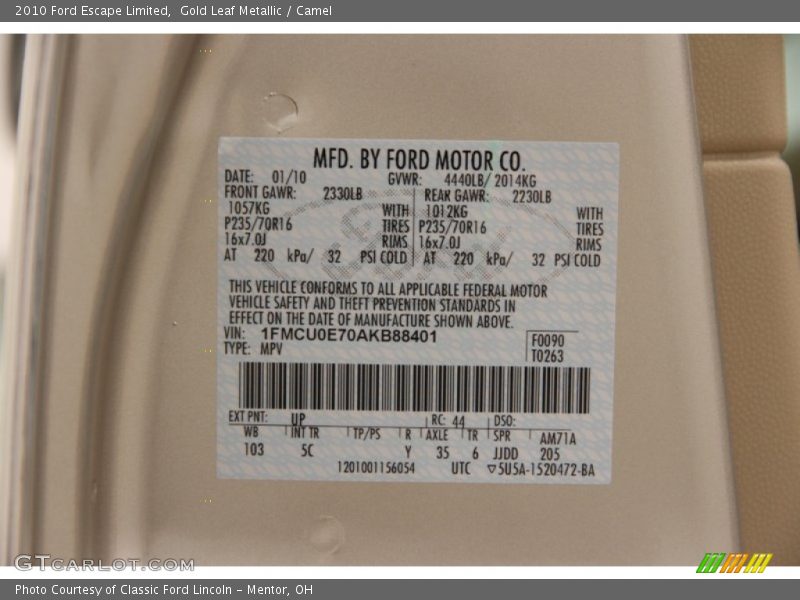 2010 Ford Escape Limited, Gold Leaf Metallic / Camel
MFD. BY FORD MOTOR CO.
DATE: 01/10 GVWR: 4440LB/ 2014KG
FRONT GAWR: 2330LB REAR GAWR: 2230LB
1057KG WITH 1012KG WITH
P235/70R16 TIRES P235/70R16 TIRES
16x7.0J RIMS 16x7.0J RIMS
AT 220 kPa/ 32 PSI COLD AT 220 kPa/ 32 PSI COLD
THIS VEHICLE CONFORMS TO ALL APPLICABLE FEDERAL MOTOR
VEHICLE SAFETY AND THEFT PREVENTION STANDARDS IN
EFFECT ON THE DATE OF MANUFACTURE SHOWN ABOVE.
VIN: 1FMCU0E70AKB88401 F0090
TYPE: MPV T0263
EXT PNT: UP RC: 44 DSO:
WB INT TR TP/PS R AXLE TR SPR AM71A
103 5C Y 35 6 JJDD 205
1201001156054 UTC ▽5U5A-1520472-BA
GTCarLot.com
Photo Courtesy of Classic Ford Lincoln - Mentor, OH